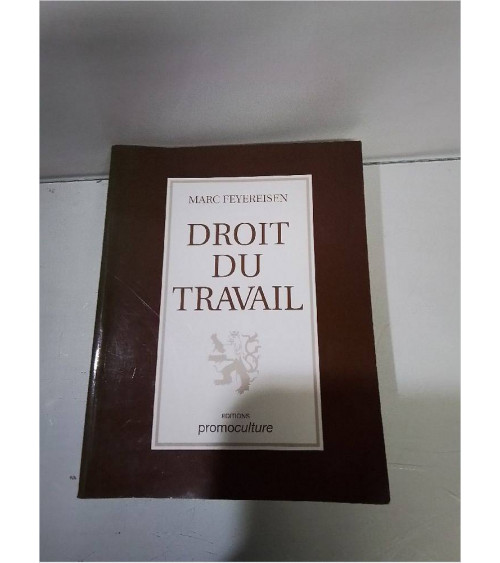 MARC FEYEREISEN
DROIT
DU
TRAVAIL
EDITIONS
promoculture